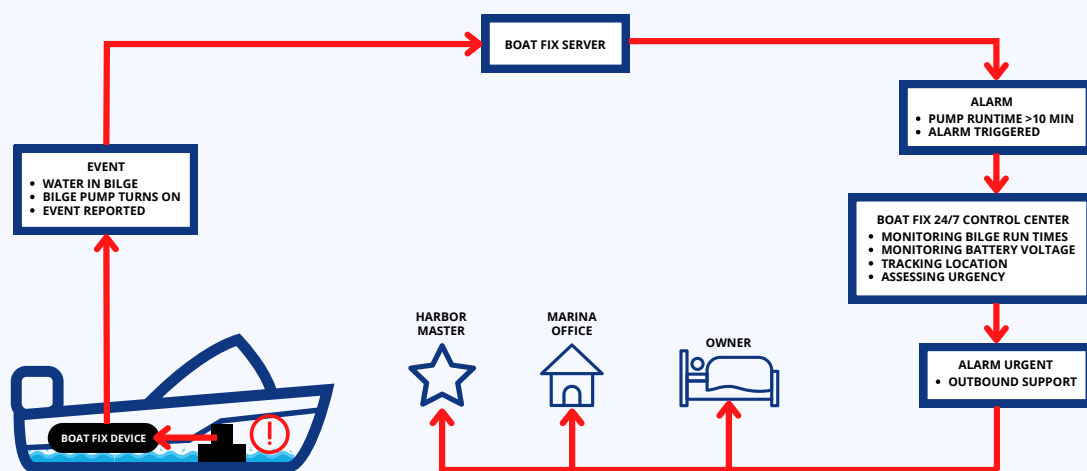 BOAT FIX SERVER
ALARM
• PUMP RUNTIME >10 MIN
• ALARM TRIGGERED
EVENT
• WATER IN BILGE
• BILGE PUMP TURNS ON
• EVENT REPORTED
BOAT FIX 24/7 CONTROL CENTER
• MONITORING BILGE RUN TIMES
• MONITORING BATTERY VOLTAGE
• TRACKING LOCATION
• ASSESSING URGENCY
HARBOR
MASTER
MARINA
OFFICE
OWNER
ALARM URGENT
• OUTBOUND SUPPORT
BOAT FIX DEVICE
!